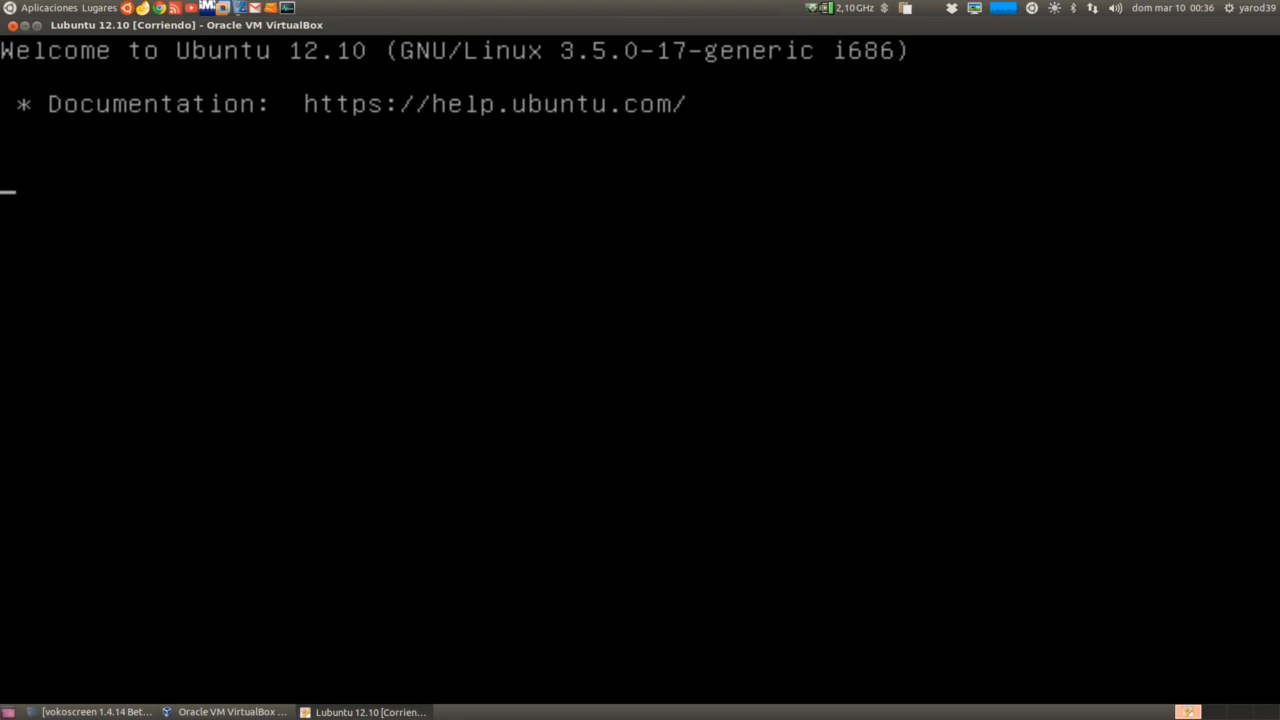 Aplicaciones Lugares 2,10GHz dom mar 10 00:36 yarod39
Lubuntu 12.10 [Corriendo] - Oracle VM VirtualBox
Welcome to Ubuntu 12.10 (GNU/Linux 3.5.0-17-generic i686)
* Documentation: https://help.ubuntu.com/
[vokoscreen 1.4.14 Bet... Oracle VM VirtualBox ... Lubuntu 12.10 [Corrien...